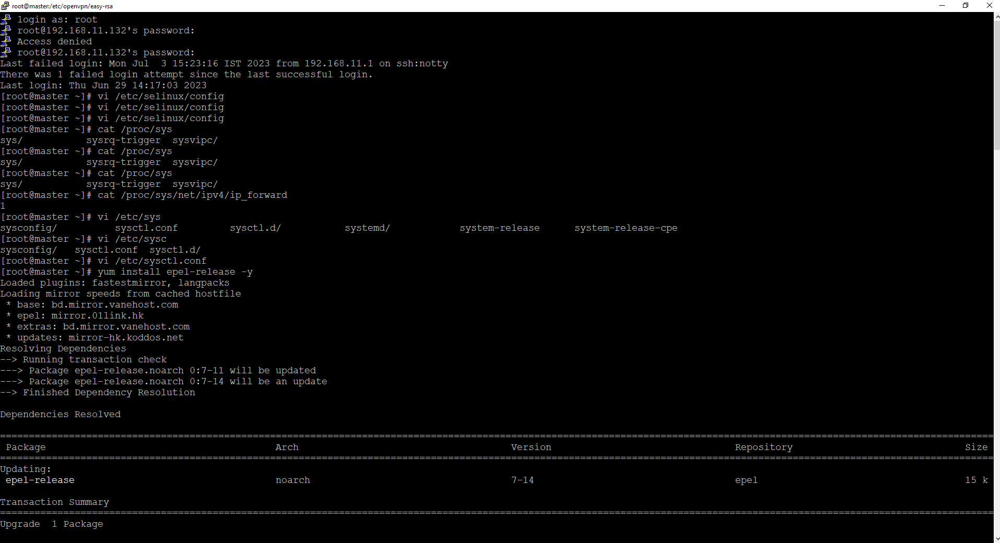 root@master:/etc/openvpn/easy-rsa
login as: root
root@192.168.11.132's password:
Access denied
root@192.168.11.132's password:
Last failed login: Mon Jul  3 15:23:16 IST 2023 from 192.168.11.1 on ssh:notty
There was 1 failed login attempt since the last successful login.
Last login: Thu Jun 29 14:17:03 2023
[root@master ~]# vi /etc/selinux/config
[root@master ~]# vi /etc/selinux/config
[root@master ~]# vi /etc/selinux/config
[root@master ~]# cat /proc/sys
sys/           sysrq-trigger  sysvipc/
[root@master ~]# cat /proc/sys
sys/           sysrq-trigger  sysvipc/
[root@master ~]# cat /proc/sys
sys/           sysrq-trigger  sysvipc/
[root@master ~]# cat /proc/sys/net/ipv4/ip_forward
1
[root@master ~]# vi /etc/sys
sysconfig/          sysctl.conf         sysctl.d/           systemd/            system-release      system-release-cpe
[root@master ~]# vi /etc/sysc
sysconfig/   sysctl.conf  sysctl.d/
[root@master ~]# vi /etc/sysctl.conf
[root@master ~]# yum install epel-release -y
Loaded plugins: fastestmirror, langpacks
Loading mirror speeds from cached hostfile
 * base: bd.mirror.vanehost.com
 * epel: mirror.01link.hk
 * extras: bd.mirror.vanehost.com
 * updates: mirror-hk.koddos.net
Resolving Dependencies
--> Running transaction check
---> Package epel-release.noarch 0:7-11 will be updated
---> Package epel-release.noarch 0:7-14 will be an update
--> Finished Dependency Resolution
Dependencies Resolved
Package Arch Version Repository Size
Updating:
epel-release noarch 7-14 epel 15 k
Transaction Summary
Upgrade  1 Package